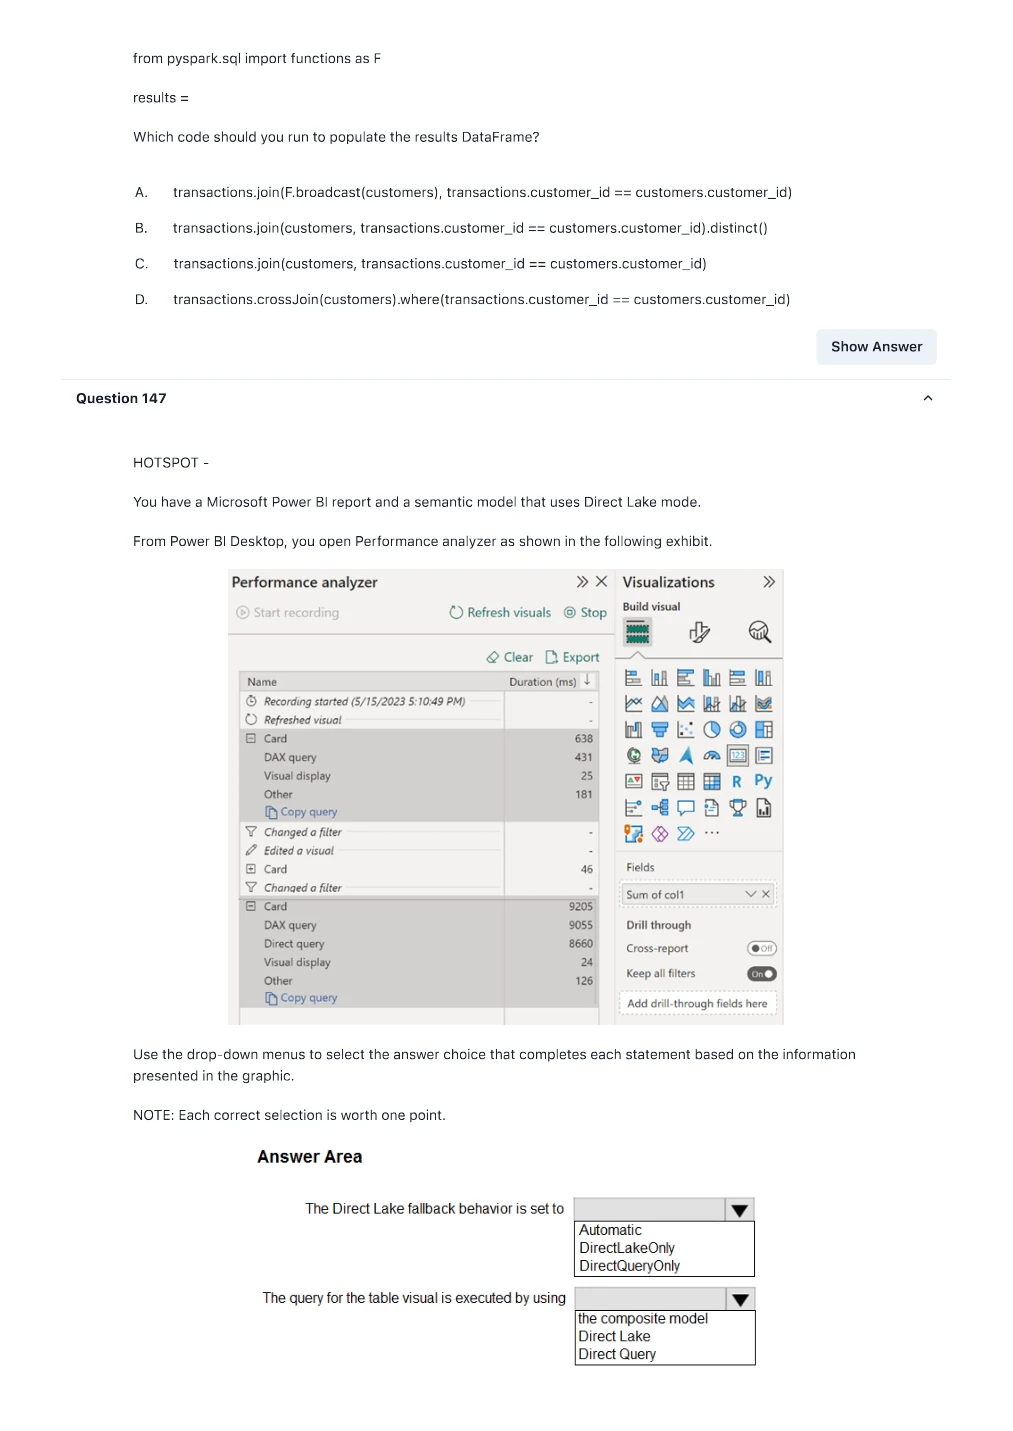 from pyspark.sql import functions as F
results =
Which code should you run to populate the results DataFrame?
A. transactions.join(F.broadcast(customers), transactions.customer_id == customers.customer_id)
B. transactions.join(customers, transactions.customer_id == customers.customer_id).distinct()
C. transactions.join(customers, transactions.customer_id == customers.customer_id)
D. transactions.crossJoin(customers).where(transactions.customer_id == customers.customer_id)
Show Answer
Question 147
HOTSPOT -
You have a Microsoft Power BI report and a semantic model that uses Direct Lake mode.
From Power BI Desktop, you open Performance analyzer as shown in the following exhibit.
Performance analyzer
Start recording Refresh visuals Stop
Clear Export
Name Duration (ms)
Recording started (5/15/2023 5:10:49 PM) -
Refreshed visual -
Card 638
DAX query 431
Visual display 25
Other 181
Copy query
Changed a filter -
Edited a visual -
Card 46
Changed a filter -
Card 9205
DAX query 9055
Direct query 8660
Visual display 24
Other 126
Copy query
Visualizations
Build visual
123
R Py
...
Fields
Sum of col1
Drill through
Cross-report Off
Keep all filters On
Add drill-through fields here
Use the drop-down menus to select the answer choice that completes each statement based on the information
presented in the graphic.
NOTE: Each correct selection is worth one point.
Answer Area
The Direct Lake fallback behavior is set to
Automatic
DirectLakeOnly
DirectQueryOnly
The query for the table visual is executed by using
the composite model
Direct Lake
Direct Query